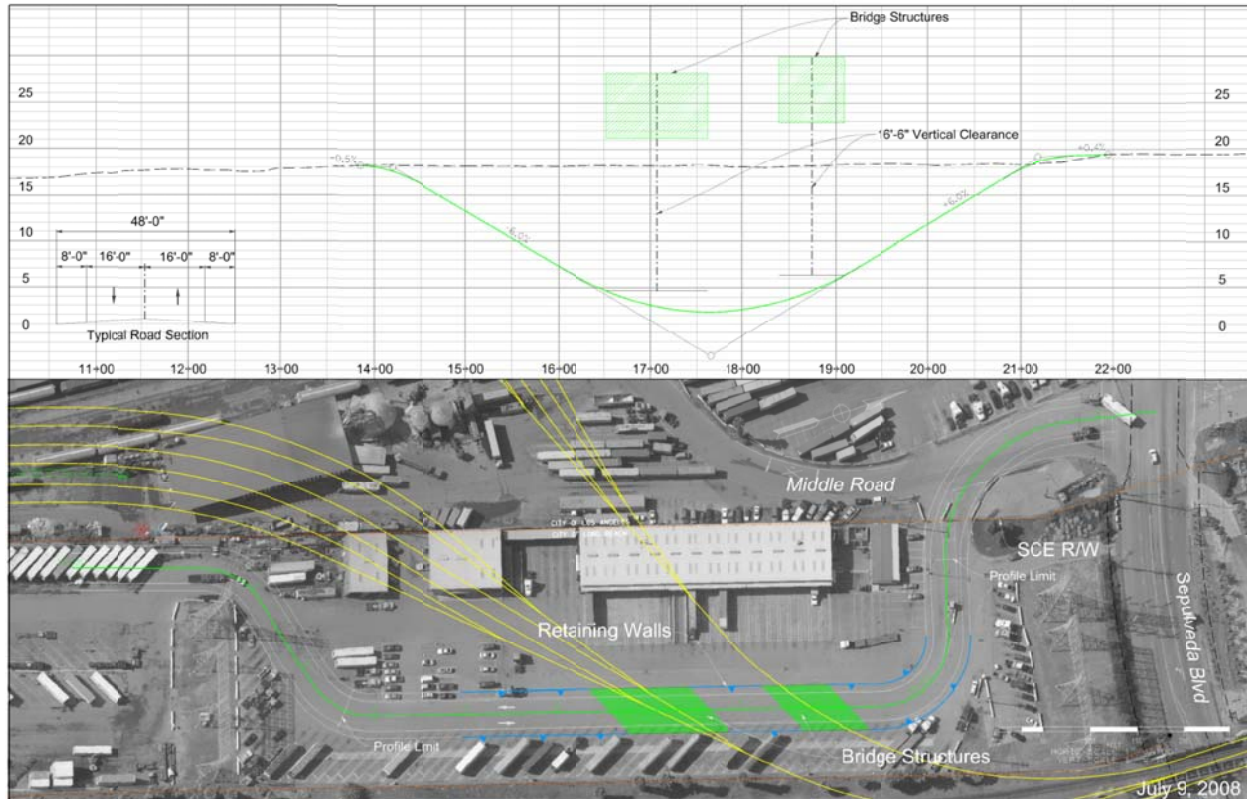 Bridge Structures
25
25
20
20
16'-6" Vertical Clearance
+0.5%
+0.4%
15
15
48'-0"
+6.0%
10
10
8'-0" 16'-0" 16'-0" 8'-0"
5
5
0
0
Typical Road Section
11+00 12+00 13+00 14+00 15+00 16+00 17+00 18+00 19+00 20+00 21+00 22+00
Middle Road
CITY O LOS ANGELES
SCE R/W
Profile Limit
Sepulveda Blvd
Retaining Walls
Profile Limit
Bridge Structures
July 9, 2008